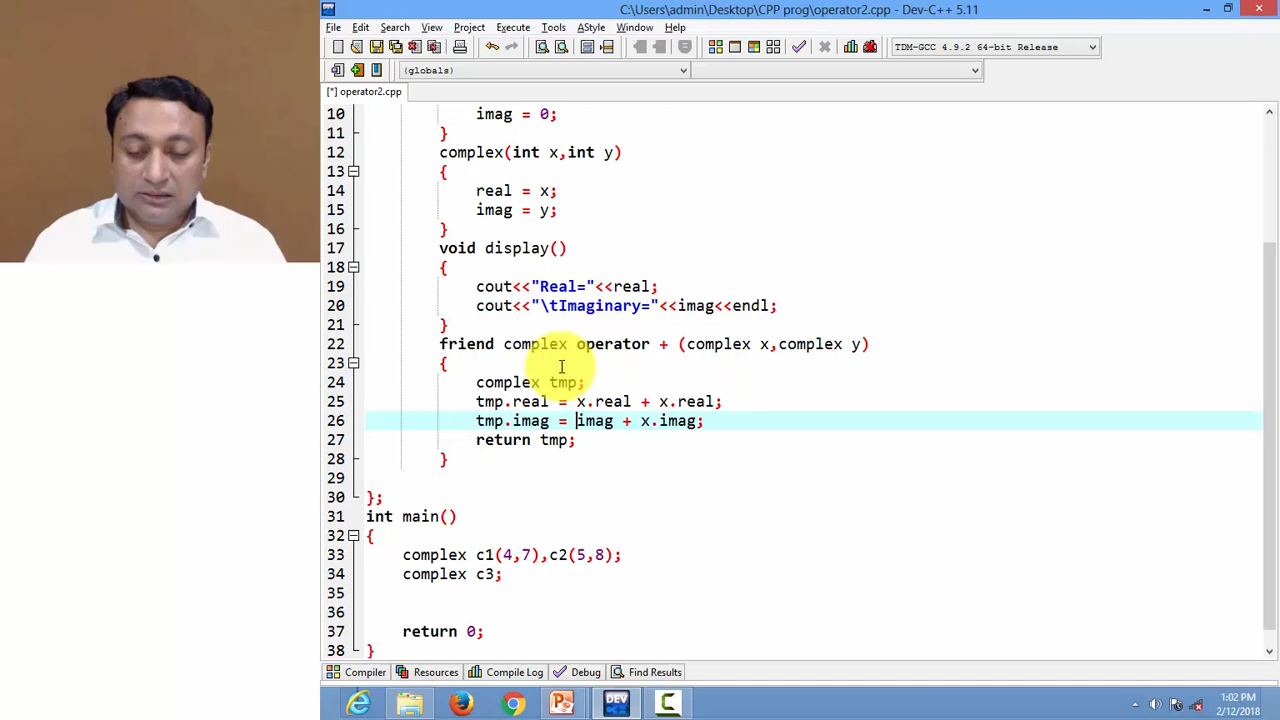 C:\Users\admin\Desktop\CPP prog\operator2.cpp - Dev-C++ 5.11
File Edit Search View Project Execute Tools AStyle Window Help
TDM-GCC 4.9.2 64-bit Release
(globals)
[*] operator2.cpp
10 imag = 0;
11 }
12 complex(int x,int y)
13 {
14 real = x;
15 imag = y;
16 }
17 void display()
18 {
19 cout<<"Real="<<real;
20 cout<<"\tImaginary="<<imag<<endl;
21 }
22 friend complex operator + (complex x,complex y)
23 {
24 complex tmp;
25 tmp.real = x.real + x.real;
26 tmp.imag = imag + x.imag;
27 return tmp;
28 }
29
30 };
31 int main()
32 {
33 complex c1(4,7),c2(5,8);
34 complex c3;
35
36
37 return 0;
38 }
Compiler Resources Compile Log Debug Find Results
DEV
1:02 PM
2/12/2018